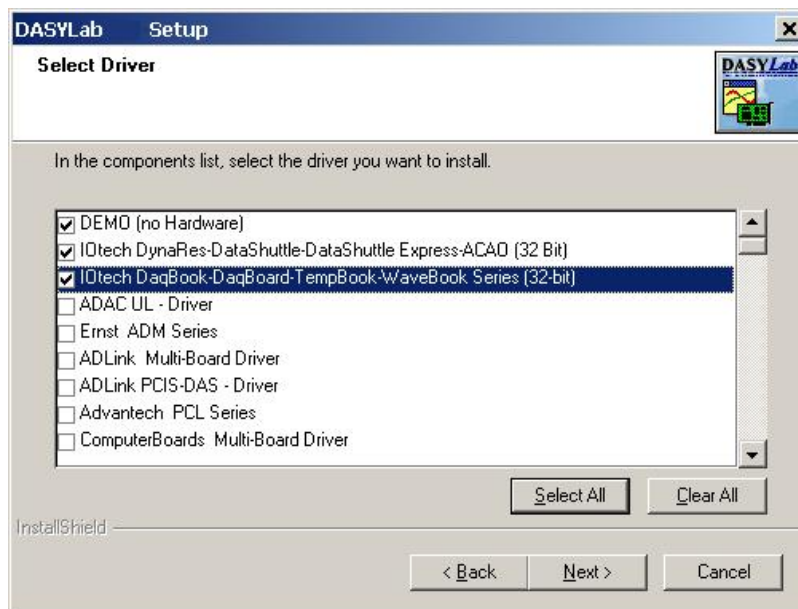 DASYLab Setup
Select Driver
DASYLab
In the components list, select the driver you want to install.
DEMO (no Hardware)
IOtech DynaRes-DataShuttle-DataShuttle Express-ACAO (32 Bit)
IOtech DaqBook-DaqBoard-TempBook-WaveBook Series (32-bit)
ADAC UL - Driver
Ernst ADM Series
ADLink Multi-Board Driver
ADLink PCIS-DAS - Driver
Advantech PCL Series
ComputerBoards Multi-Board Driver
Select All Clear All
InstallShield
< Back Next > Cancel